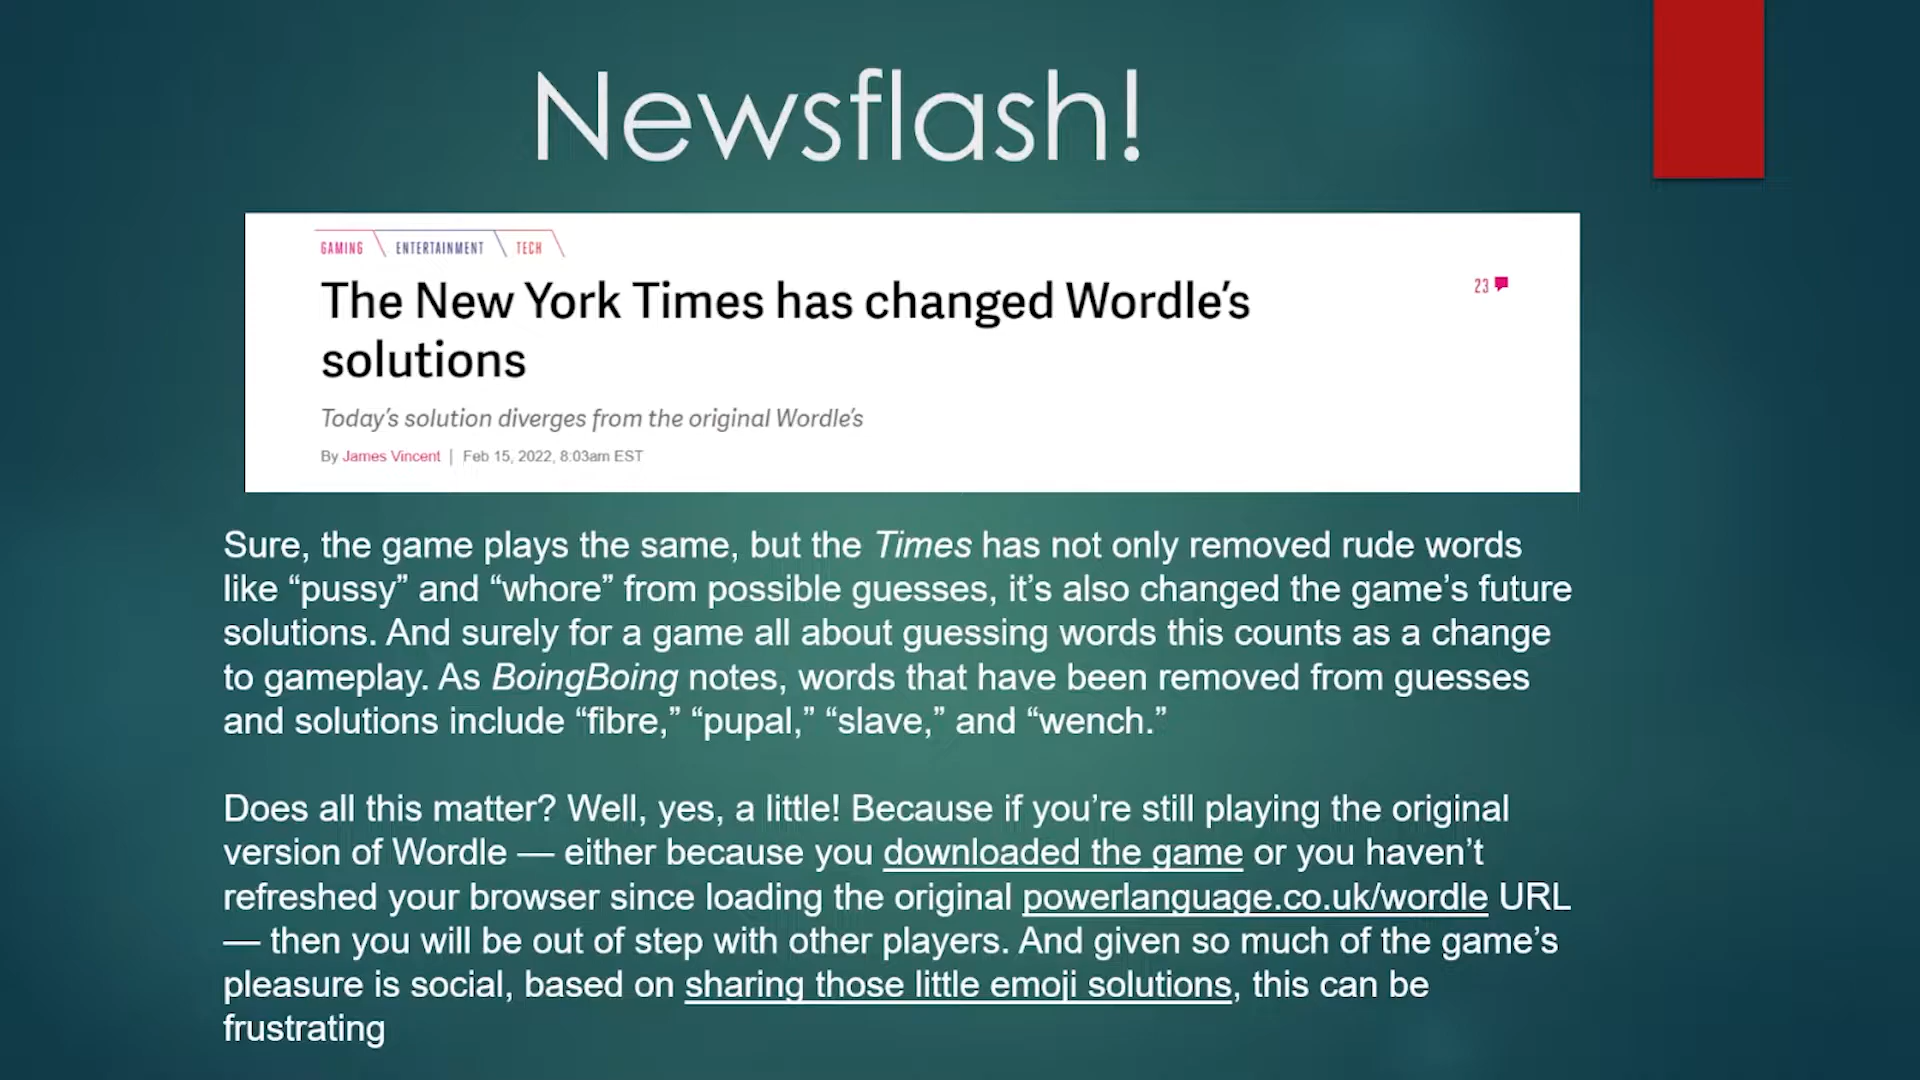 Newsflash!
GAMING ENTERTAINMENT TECH
The New York Times has changed Wordle’s
solutions
23
Today’s solution diverges from the original Wordle’s
By James Vincent | Feb 15, 2022, 8:03am EST
Sure, the game plays the same, but the Times has not only removed rude words
like “pussy” and “whore” from possible guesses, it’s also changed the game’s future
solutions. And surely for a game all about guessing words this counts as a change
to gameplay. As BoingBoing notes, words that have been removed from guesses
and solutions include “fibre,” “pupal,” “slave,” and “wench.”
Does all this matter? Well, yes, a little! Because if you’re still playing the original
version of Wordle — either because you downloaded the game or you haven’t
refreshed your browser since loading the original powerlanguage.co.uk/wordle URL
— then you will be out of step with other players. And given so much of the game’s
pleasure is social, based on sharing those little emoji solutions, this can be
frustrating